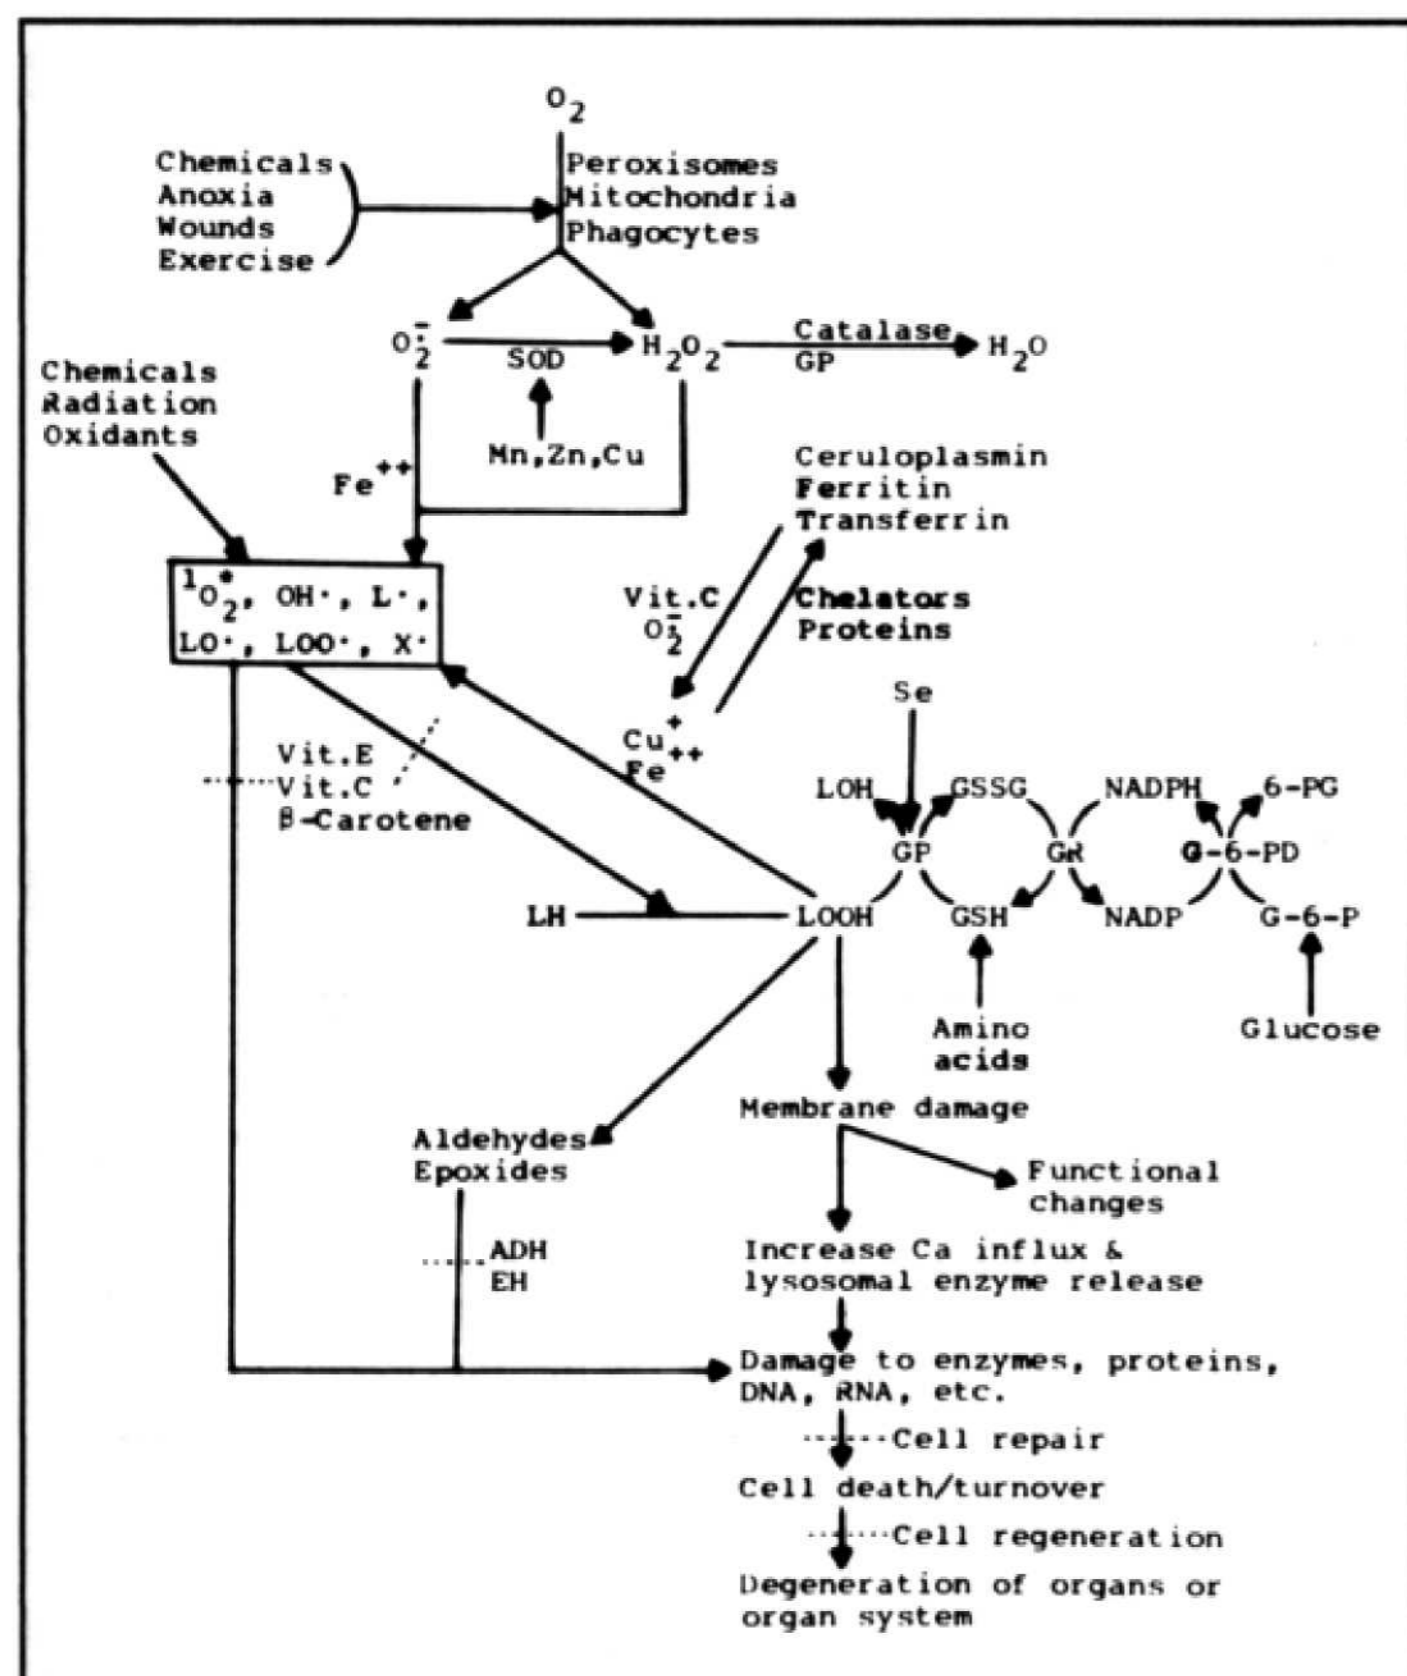 O2
Chemicals
Anoxia
Wounds
Exercise
Peroxisomes
Mitochondria
Phagocytes
O2•−
SOD
H2O2
Catalase
GP
H2O
Mn,Zn,Cu
Chemicals
Radiation
Oxidants
Fe++
Ceruloplasmin
Ferritin
Transferrin
1O2*, OH·, L·,
LO·, LOO·, X·
Vit.C
O2•−
Chelators
Proteins
Cu+
Fe++
Vit.E
Vit.C
β-Carotene
Se
LOH
GSSG
NADPH
6-PG
GP
GR
G-6-PD
LH
LOOH
GSH
NADP
G-6-P
Amino
acids
Glucose
Membrane damage
Aldehydes
Epoxides
Functional
changes
ADH
EH
Increase Ca influx &
lysosomal enzyme release
Damage to enzymes, proteins,
DNA, RNA, etc.
Cell repair
Cell death/turnover
Cell regeneration
Degeneration of organs or
organ system